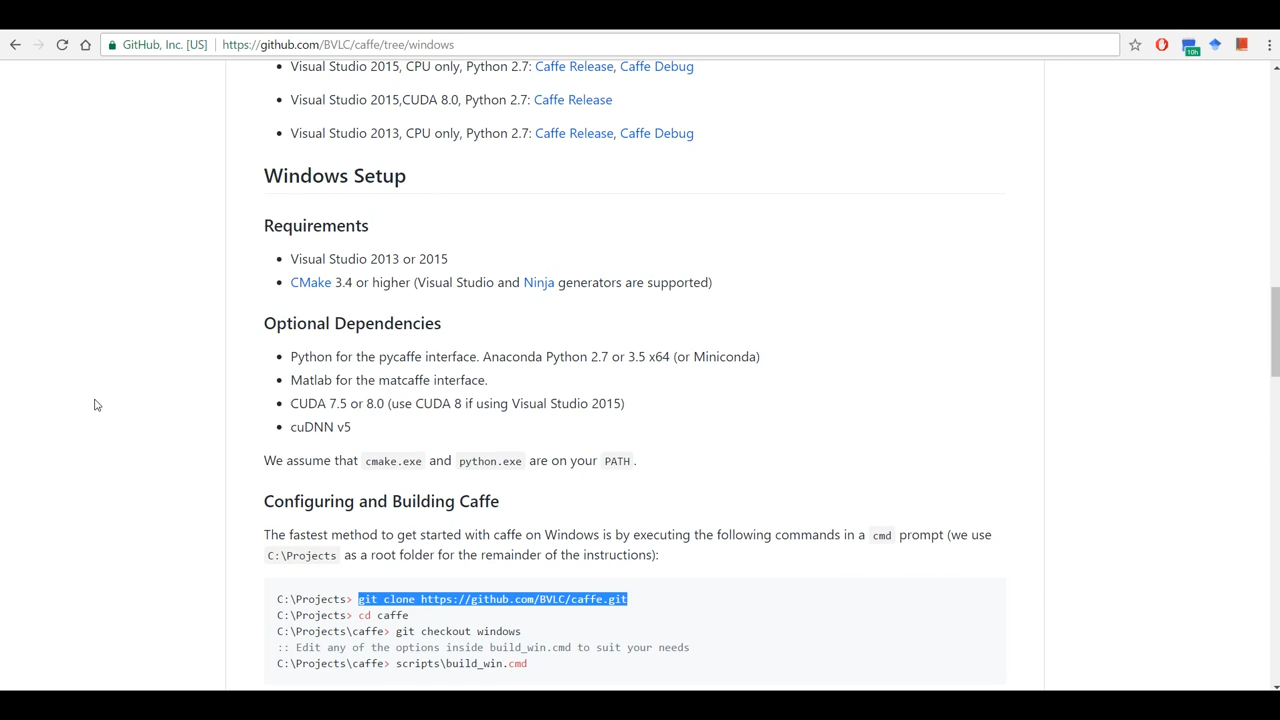 GitHub, Inc. [US] https://github.com/BVLC/caffe/tree/windows
10h
Visual Studio 2015, CPU only, Python 2.7: Caffe Release, Caffe Debug
Visual Studio 2015,CUDA 8.0, Python 2.7: Caffe Release
Visual Studio 2013, CPU only, Python 2.7: Caffe Release, Caffe Debug
Windows Setup
Requirements
Visual Studio 2013 or 2015
CMake 3.4 or higher (Visual Studio and Ninja generators are supported)
Optional Dependencies
Python for the pycaffe interface. Anaconda Python 2.7 or 3.5 x64 (or Miniconda)
Matlab for the matcaffe interface.
CUDA 7.5 or 8.0 (use CUDA 8 if using Visual Studio 2015)
cuDNN v5
We assume that cmake.exe and python.exe are on your PATH.
Configuring and Building Caffe
The fastest method to get started with caffe on Windows is by executing the following commands in a cmd prompt (we use
C:\Projects as a root folder for the remainder of the instructions):
C:\Projects> git clone https://github.com/BVLC/caffe.git
C:\Projects> cd caffe
C:\Projects\caffe> git checkout windows
:: Edit any of the options inside build_win.cmd to suit your needs
C:\Projects\caffe> scripts\build_win.cmd